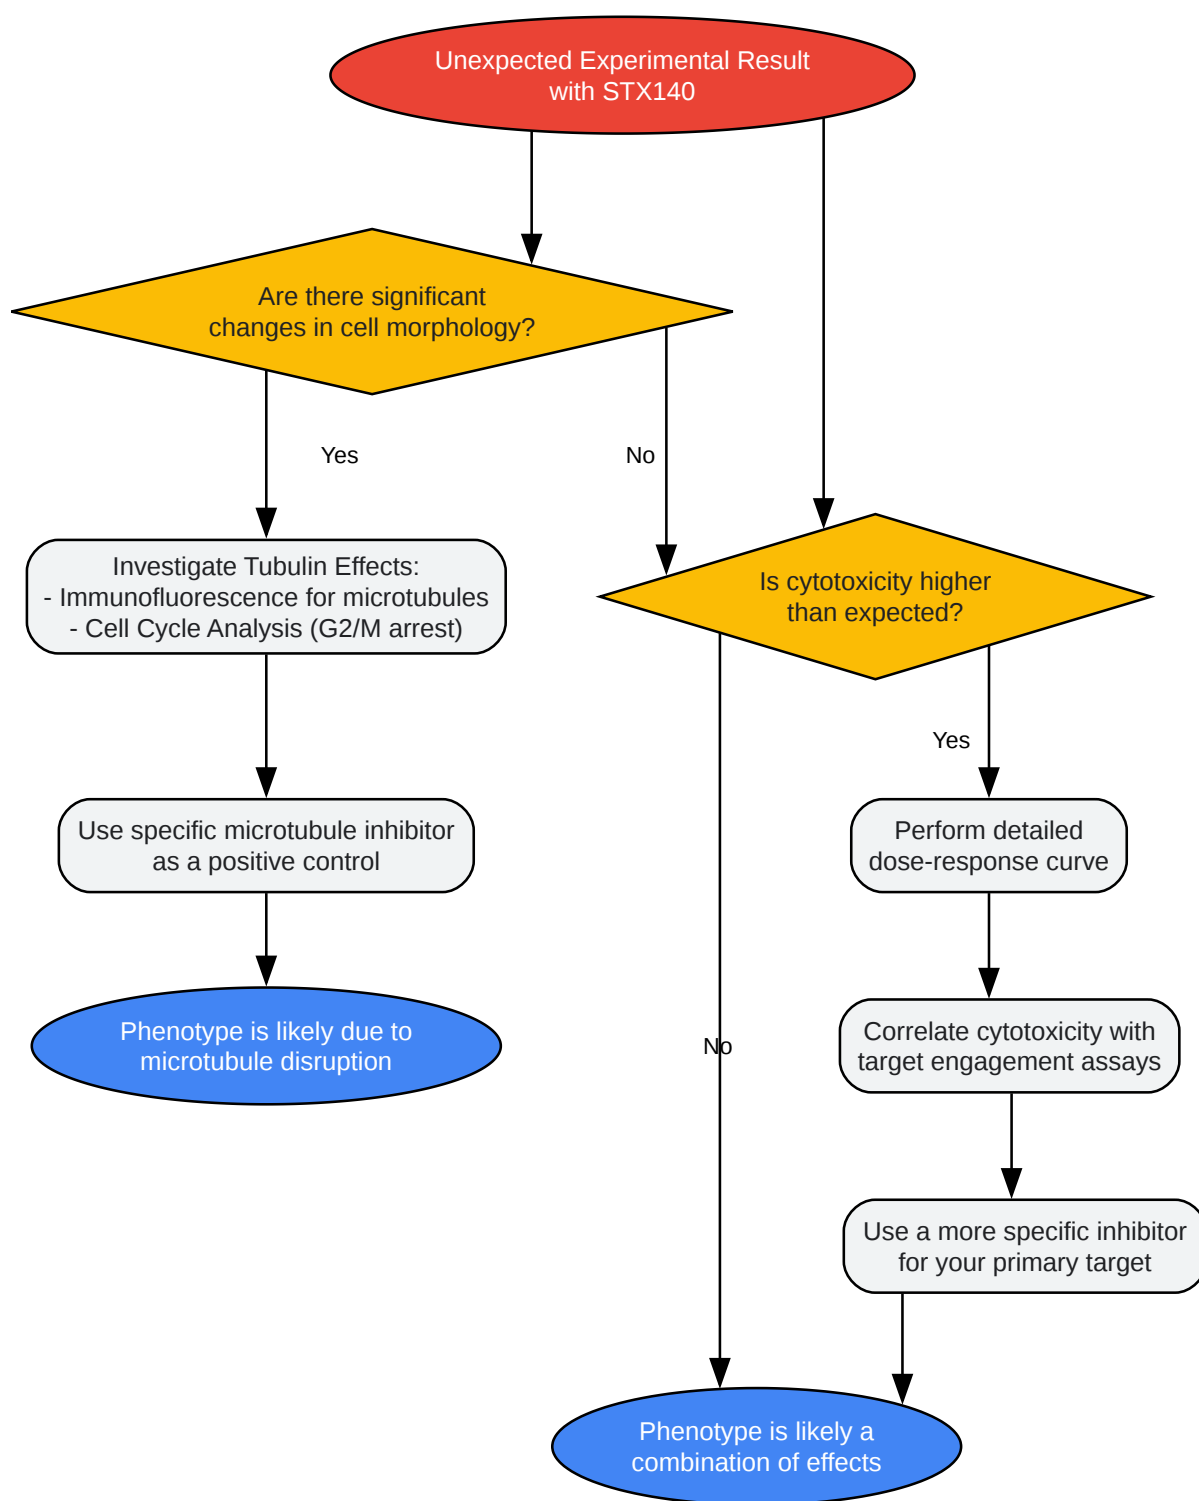 Unexpected Experimental Result
with STX140
Are there significant
changes in cell morphology?
Yes
No
Investigate Tubulin Effects:
- Immunofluorescence for microtubules
- Cell Cycle Analysis (G2/M arrest)
Is cytotoxicity higher
than expected?
Yes
Use specific microtubule inhibitor
as a positive control
Perform detailed
dose-response curve
Phenotype is likely due to
microtubule disruption
No
Correlate cytotoxicity with
target engagement assays
Use a more specific inhibitor
for your primary target
Phenotype is likely a
combination of effects